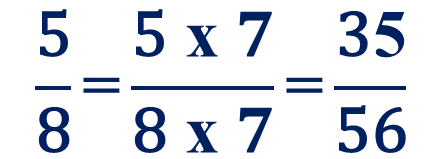 5/8 = 5 x 7/8 x 7 = 35/56